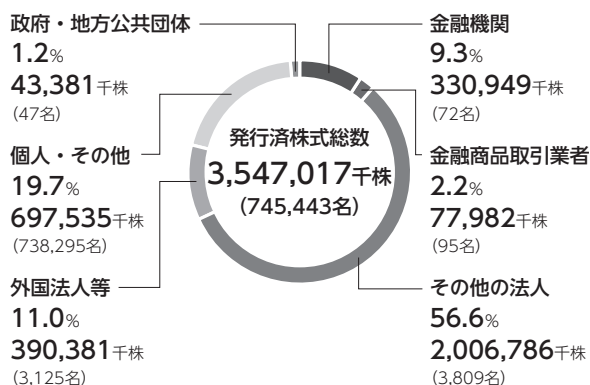 政府・地方公共団体
1.2%
43,381千株
(47名)
個人・その他
19.7%
697,535千株
(738,295名)
外国法人等
11.0%
390,381千株
(3,125名)
発行済株式総数
3,547,017千株
(745,443名)
金融機関
9.3%
330,949千株
(72名)
金融商品取引業者
2.2%
77,982千株
(95名)
その他の法人
56.6%
2,006,786千株
(3,809名)